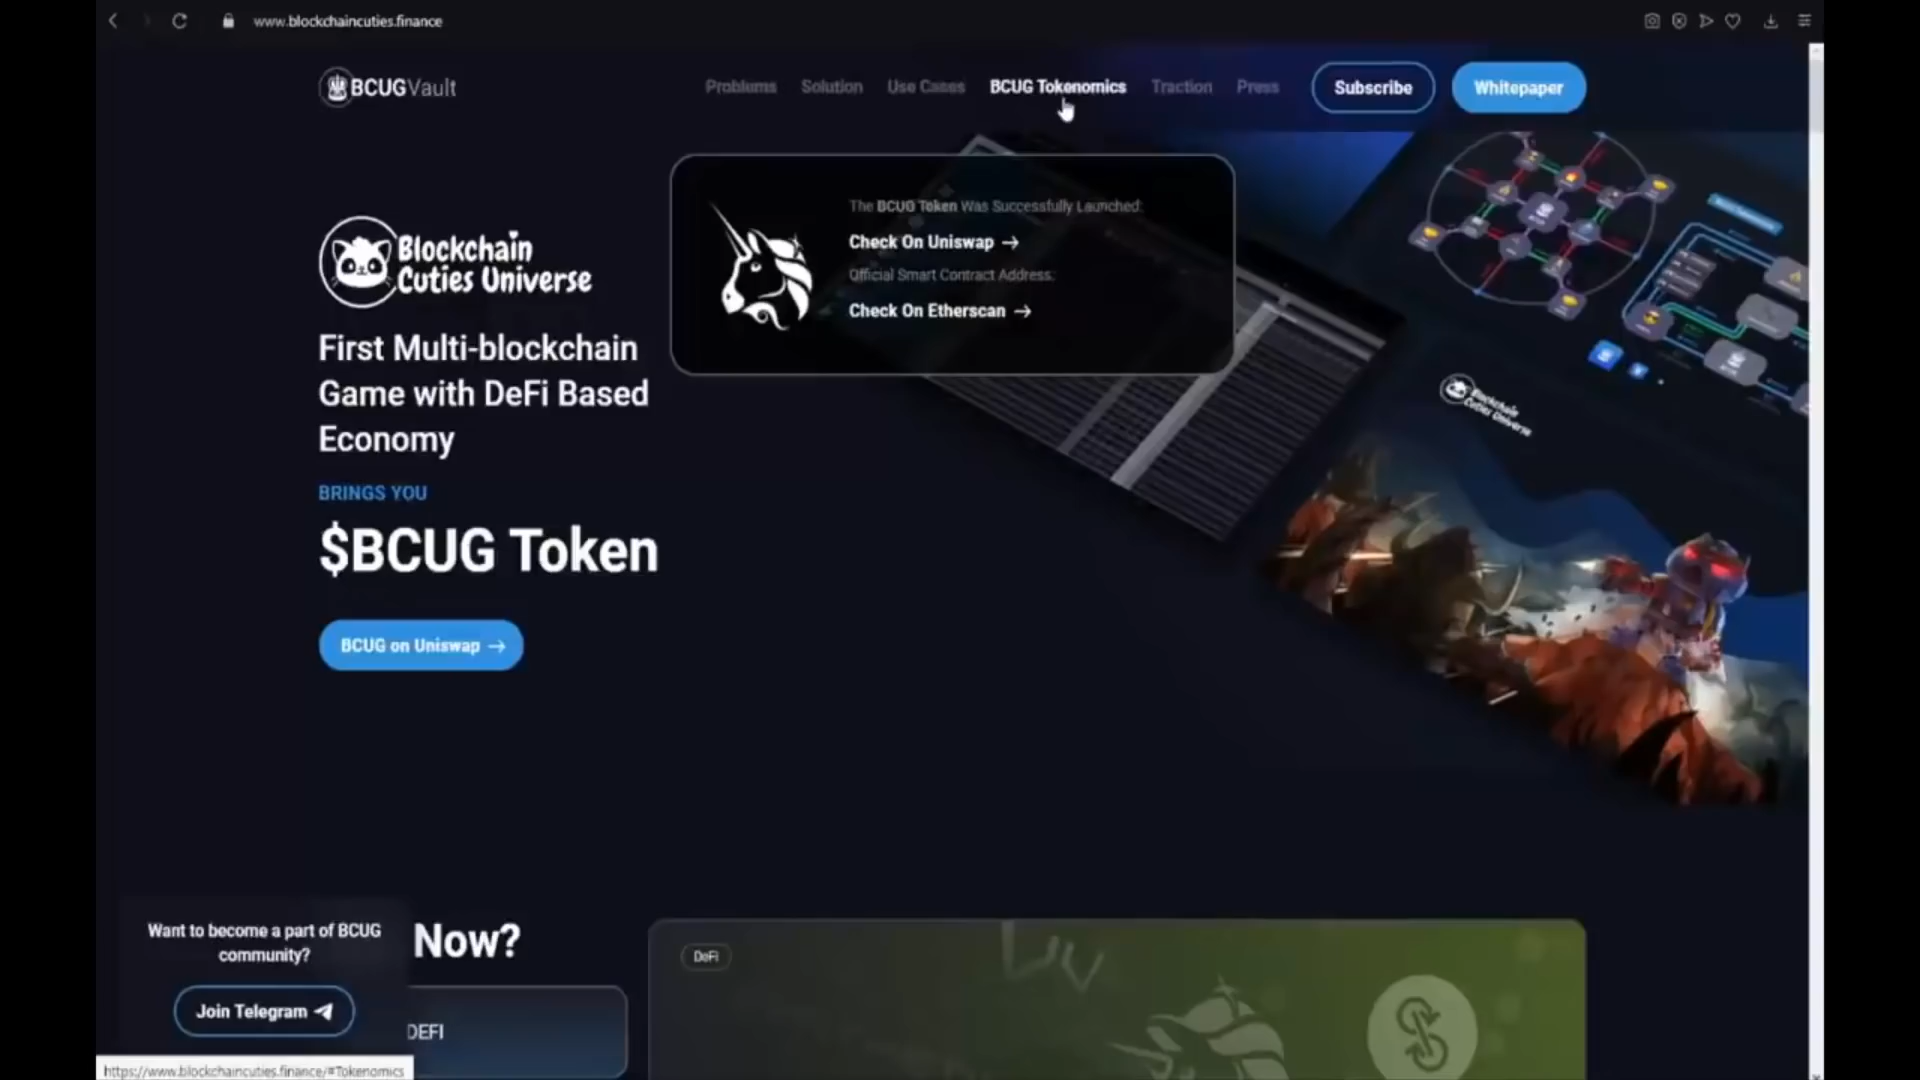 www.blockchaincuties.finance
BCUGVault
Problems Solution Use Cases BCUG Tokenomics Traction Press Subscribe Whitepaper
The BCUG Token Was Successfully Launched:
Check On Uniswap →
Official Smart Contract Address:
Check On Etherscan →
Blockchain
Cuties Universe
First Multi-blockchain
Game with DeFi Based
Economy
BRINGS YOU
$BCUG Token
BCUG on Uniswap →
Blockchain
Cuties Universe
Want to become a part of BCUG
community?
Join Telegram
Now?
DEFI
DeFi
https://www.blockchaincuties.finance/#Tokenomics